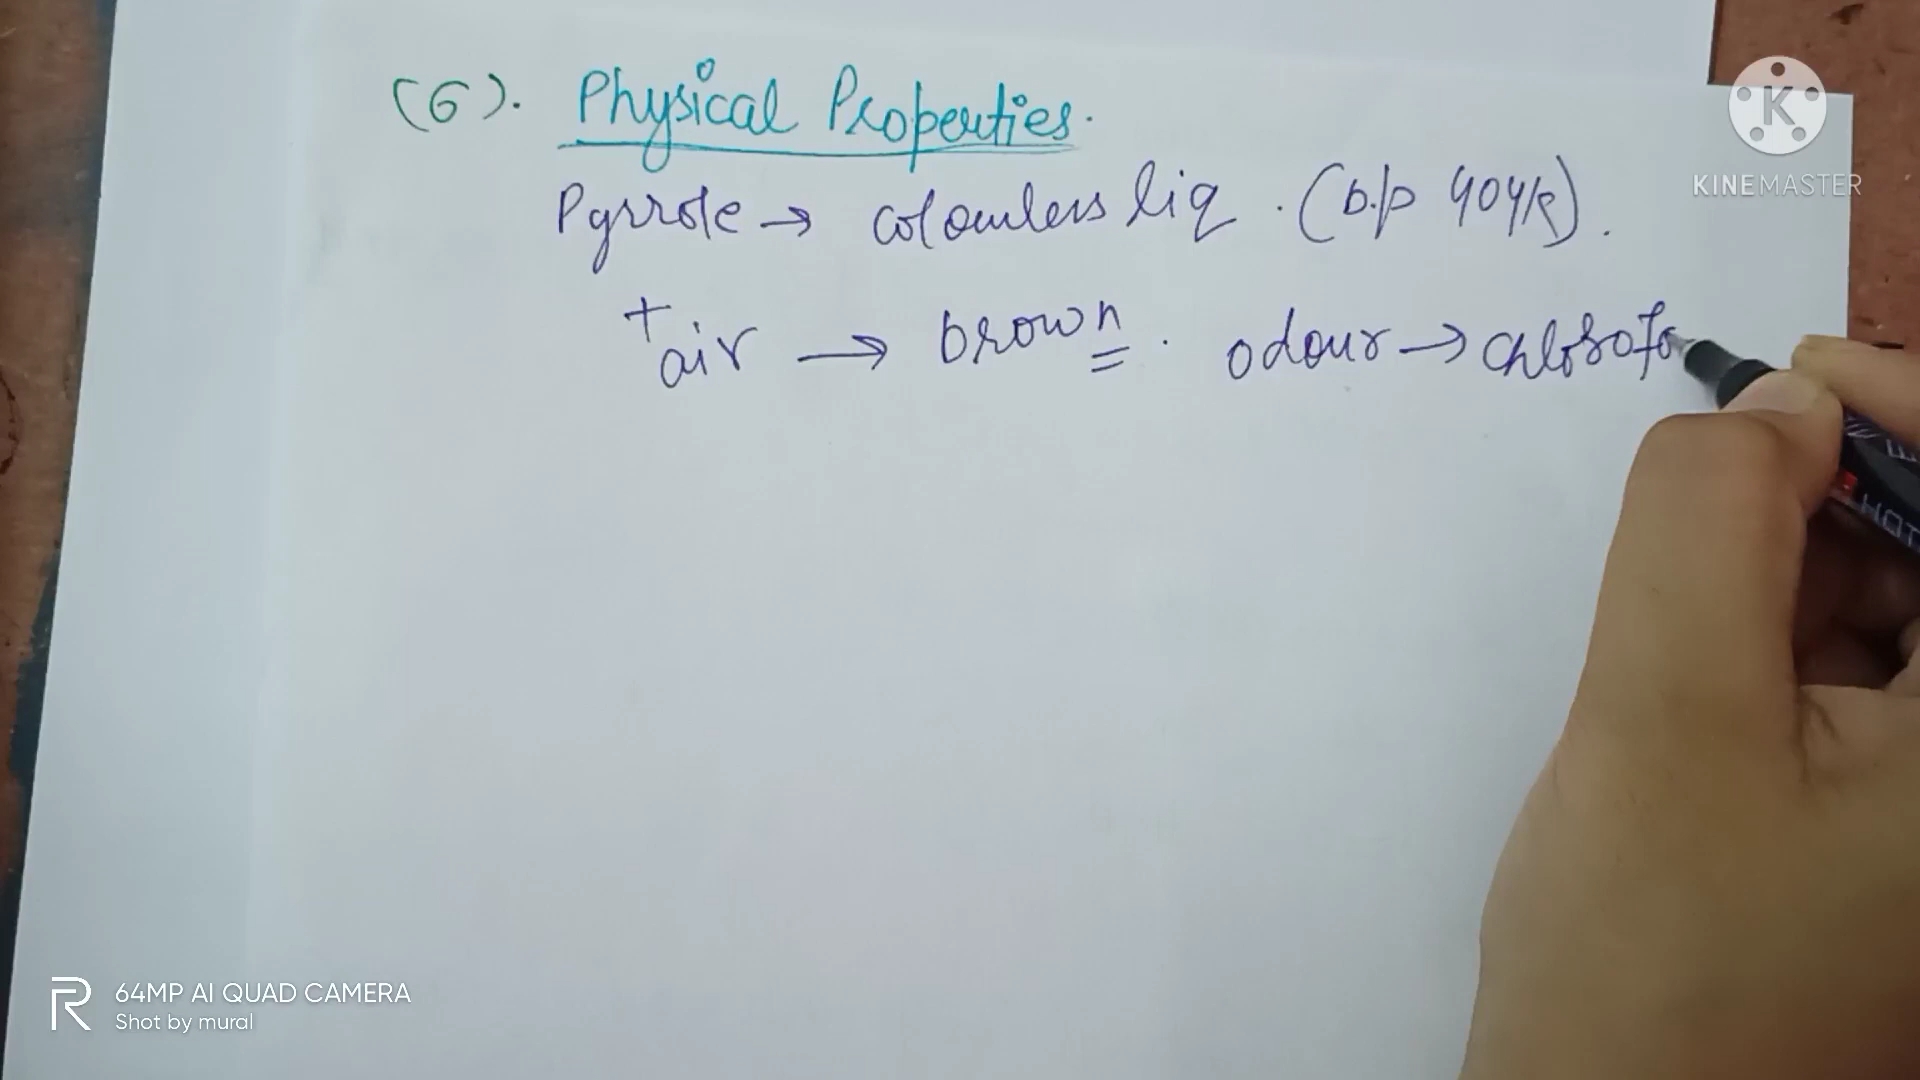 (6). Physical Properties.
Pyrrole → colourless liq. (b.p 404K).
+ air → brown. odour → chlorofo
KINEMASTER
64MP AI QUAD CAMERA
Shot by mural
HOT